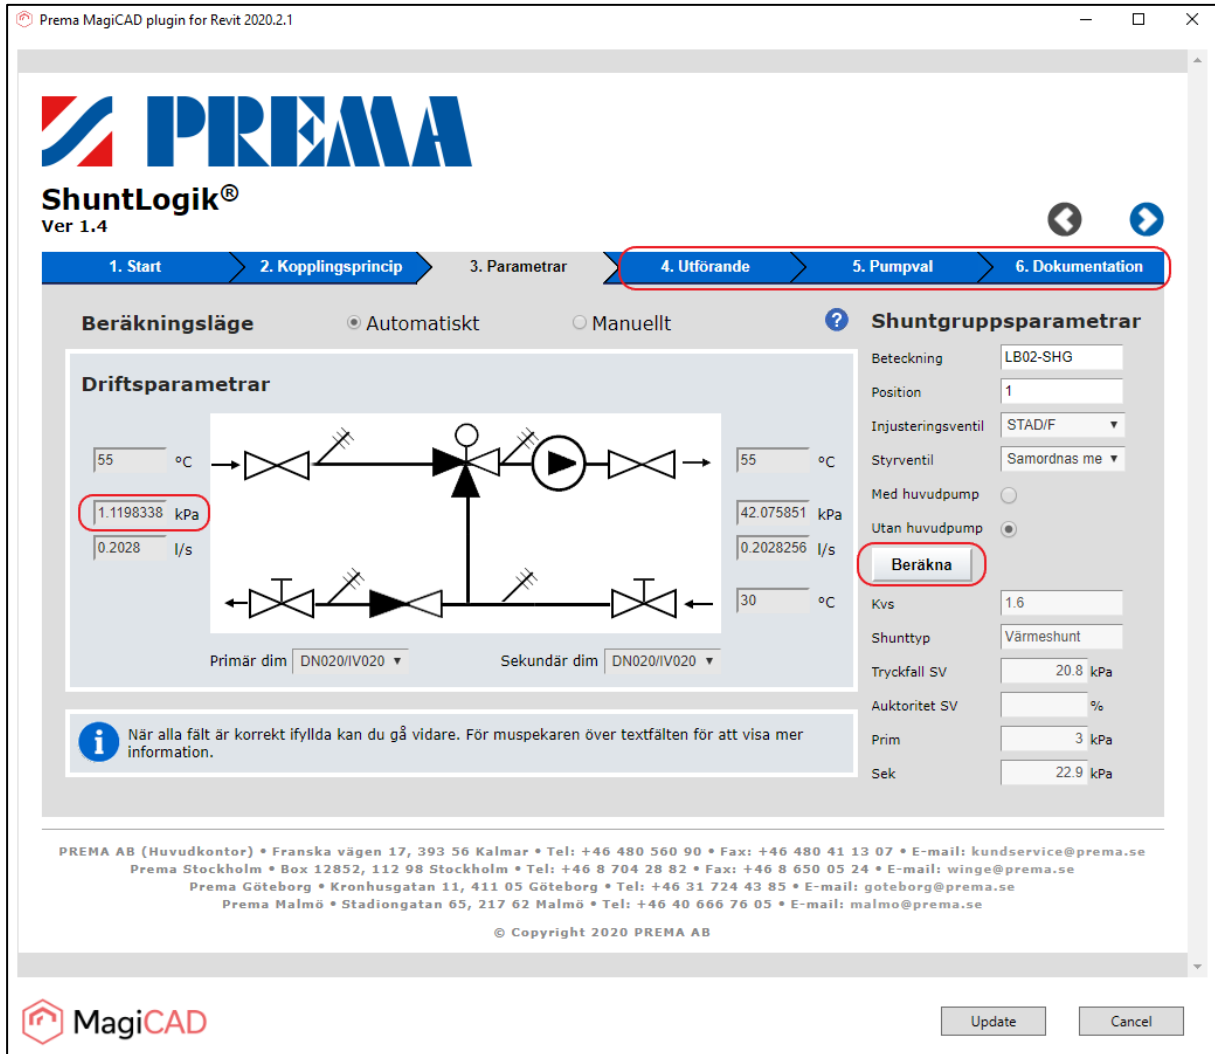 Prema MagiCAD plugin for Revit 2020.2.1
PREMA
ShuntLogik®
Ver 1.4
1. Start
2. Kopplingsprincip
3. Parametrar
4. Utförande
5. Pumpval
6. Dokumentation
Beräkningsläge
Automatiskt
Manuellt
?
Driftsparametrar
55 °C
1.1198338 kPa
0.2028 l/s
55 °C
42.075851 kPa
0.2028256 l/s
30 °C
Primär dim DN020/IV020
Sekundär dim DN020/IV020
i
När alla fält är korrekt ifyllda kan du gå vidare. För muspekaren över textfälten för att visa mer
information.
Shuntgruppsparametrar
Beteckning LB02-SHG
Position 1
Injusteringsventil STAD/F
Styrventil Samordnas me
Med huvudpump
Utan huvudpump
Beräkna
Kvs 1.6
Shunttyp Värmeshunt
Tryckfall SV 20.8 kPa
Auktoritet SV %
Prim 3 kPa
Sek 22.9 kPa
PREMA AB (Huvudkontor) • Franska vägen 17, 393 56 Kalmar • Tel: +46 480 560 90 • Fax: +46 480 41 13 07 • E-mail: kundservice@prema.se
Prema Stockholm • Box 12852, 112 98 Stockholm • Tel: +46 8 704 28 82 • Fax: +46 8 650 05 24 • E-mail: winge@prema.se
Prema Göteborg • Kronhusgatan 11, 411 05 Göteborg • Tel: +46 31 724 43 85 • E-mail: goteborg@prema.se
Prema Malmö • Stadiongatan 65, 217 62 Malmö • Tel: +46 40 666 76 05 • E-mail: malmo@prema.se
© Copyright 2020 PREMA AB
MagiCAD
Update
Cancel